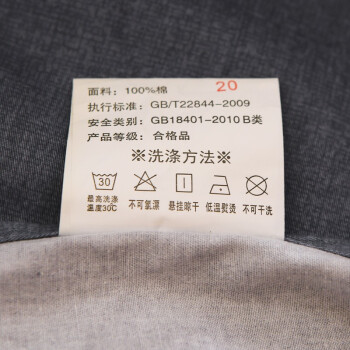 20
面料：100%棉
执行标准：GB/T22844-2009
安全类别：GB18401-2010 B类
产品等级：合格品
※洗涤方法※
30
最高洗涤温度30C 不可氯漂 悬挂晾干 低温熨烫 不可干洗